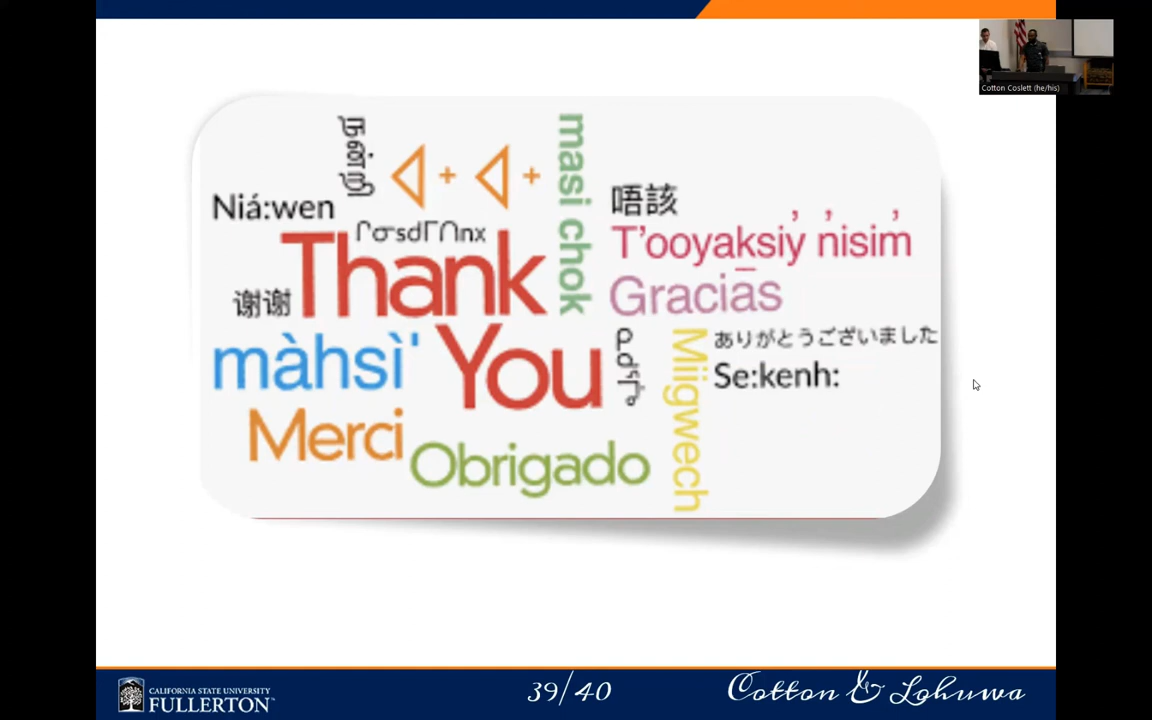 Cotton Coslett (he/his)
நன்றி
masi chok
Niá:wen
唔該
T'ooyaksiy̓ n̓isim̓
Thank
谢谢
Gracias
You
màhsì'
ありがとうございました
Miigwech
Se:kenh:
Merci
Obrigado
CALIFORNIA STATE UNIVERSITY
FULLERTON
39/40
Cotton & Lohuwa